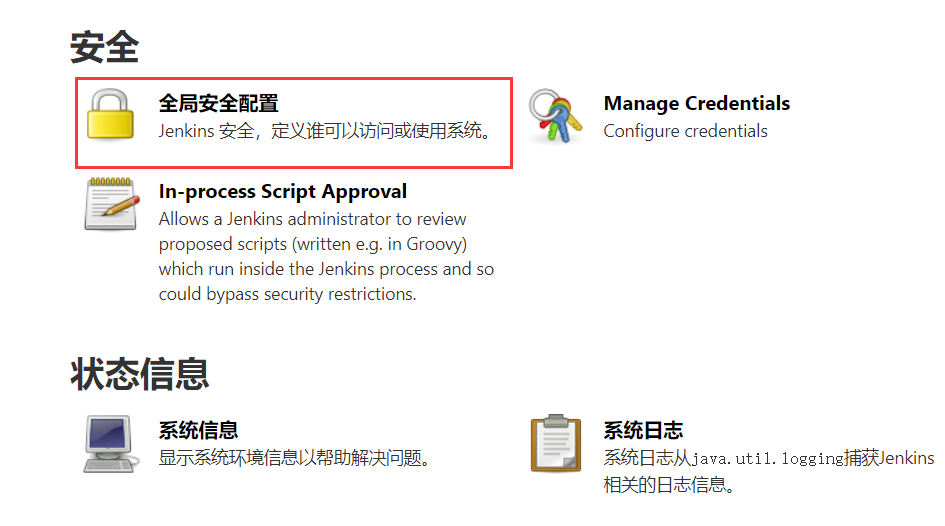 安全
全局安全配置
Jenkins 安全，定义谁可以访问或使用系统。
Manage Credentials
Configure credentials
In-process Script Approval
Allows a Jenkins administrator to review
proposed scripts (written e.g. in Groovy)
which run inside the Jenkins process and so
could bypass security restrictions.
状态信息
系统信息
显示系统环境信息以帮助解决问题。
系统日志
系统日志从java.util.logging捕获Jenkins
相关的日志信息。